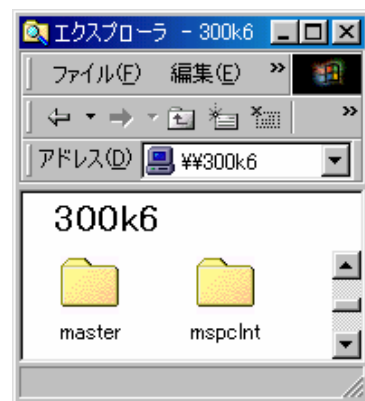 エクスプローラ - 300k6
ファイル(F) 編集(E) »
»
アドレス(D) ¥¥300k6
300k6
master mspclnt